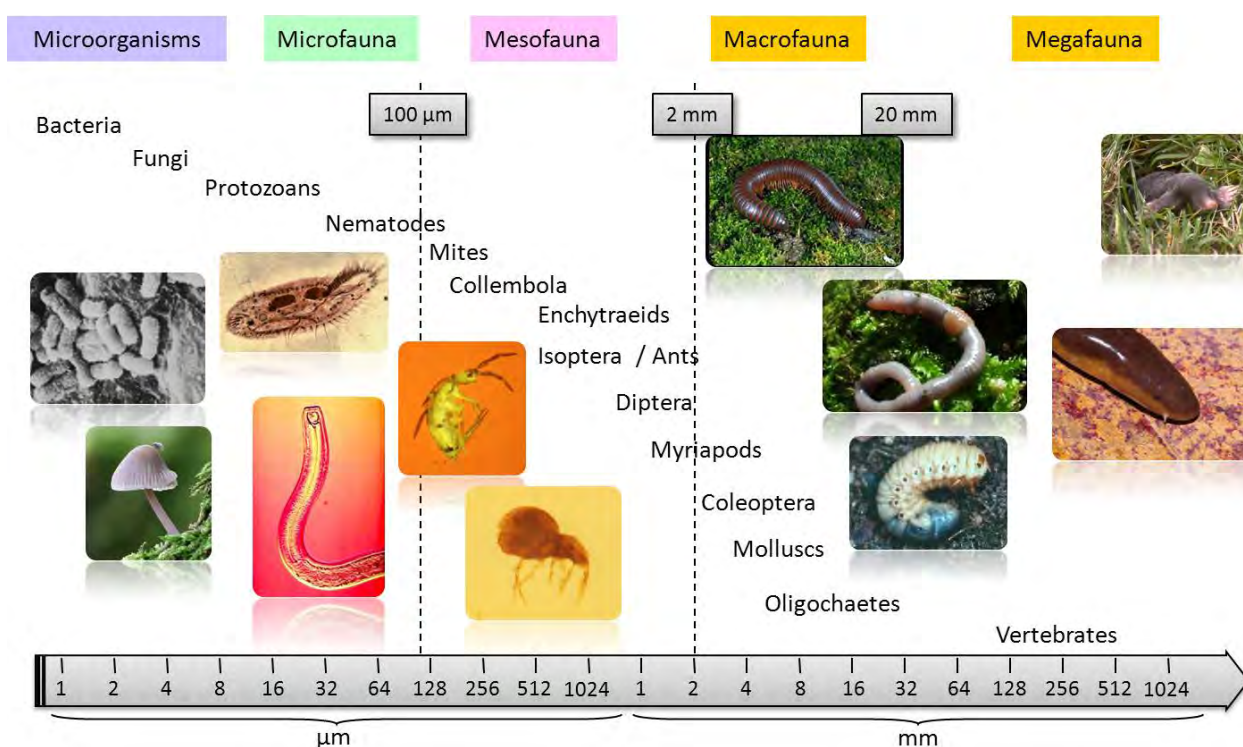 Microorganisms Microfauna Mesofauna Macrofauna Megafauna
100 µm 2 mm 20 mm
Bacteria
Fungi
Protozoans
Nematodes
Mites
Collembola
Enchytraeids
Isoptera / Ants
Diptera
Myriapods
Coleoptera
Molluscs
Oligochaetes
Vertebrates
1 2 4 8 16 32 64 128 256 512 1024 1 2 4 8 16 32 64 128 256 512 1024
µm mm